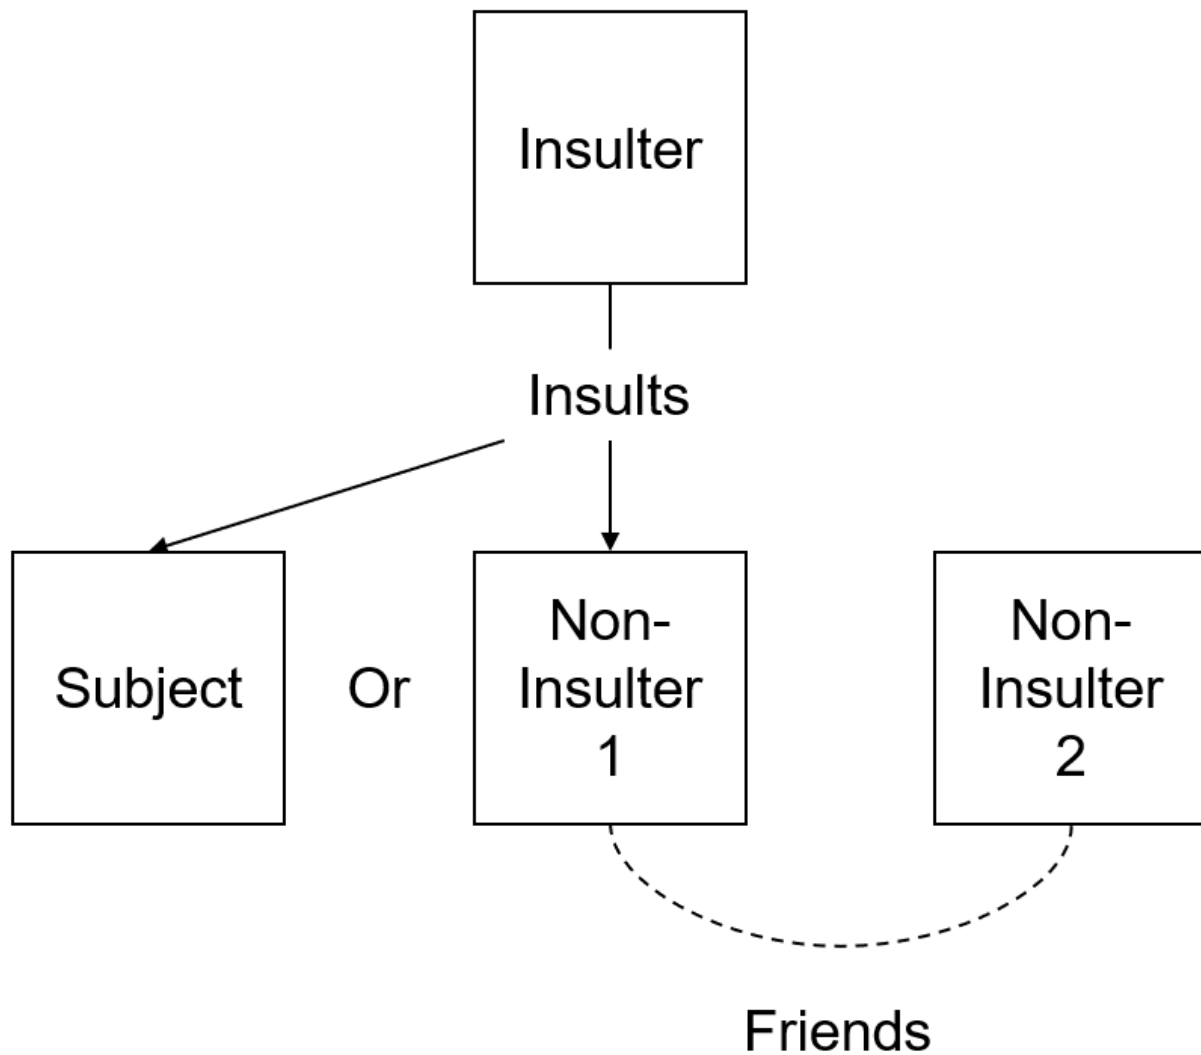 Insulter
Insults
Subject
Or
Non-
Insulter
1
Non-
Insulter
2
Friends